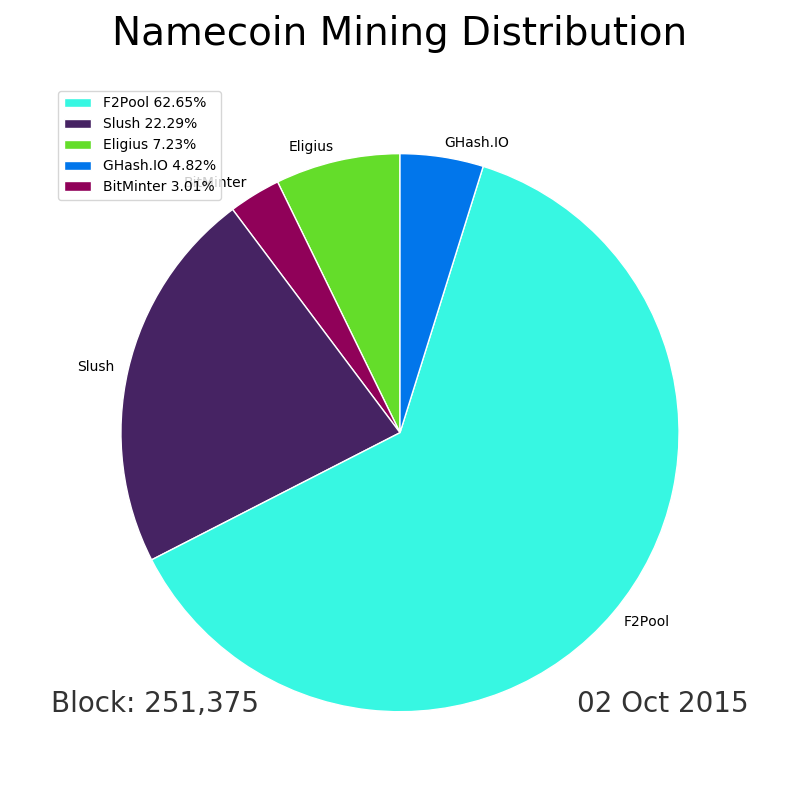 Namecoin Mining Distribution
F2Pool 62.65%
Slush 22.29%
Eligius 7.23%
GHash.IO 4.82%
BitMinter 3.01%
Eligius
GHash.IO
BitMinter
Slush
F2Pool
Block: 251,375
02 Oct 2015